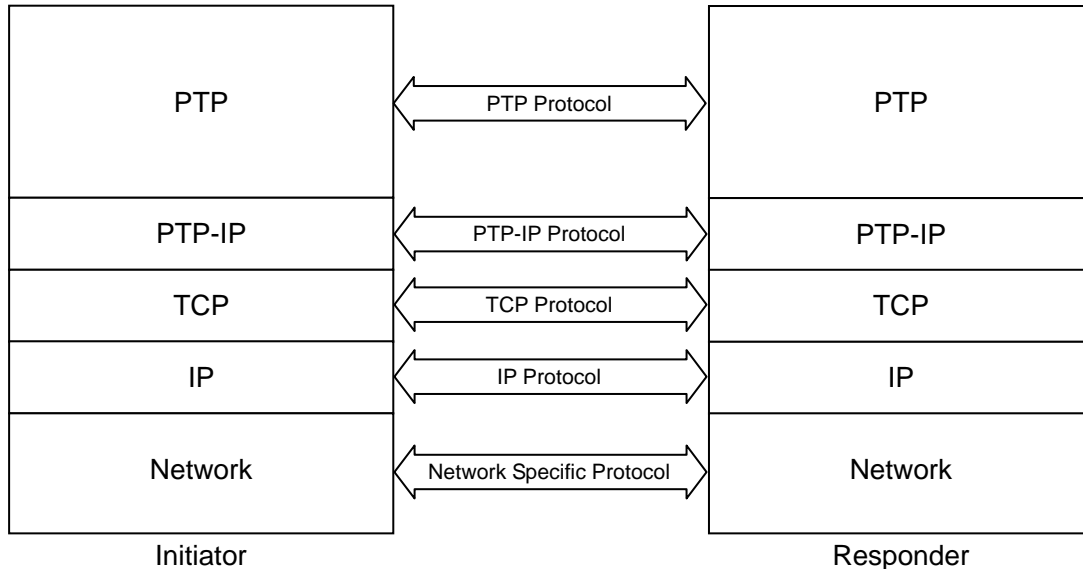 PTP
PTP Protocol
PTP
PTP-IP
PTP-IP Protocol
PTP-IP
TCP
TCP Protocol
TCP
IP
IP Protocol
IP
Network
Network Specific Protocol
Network
Initiator
Responder